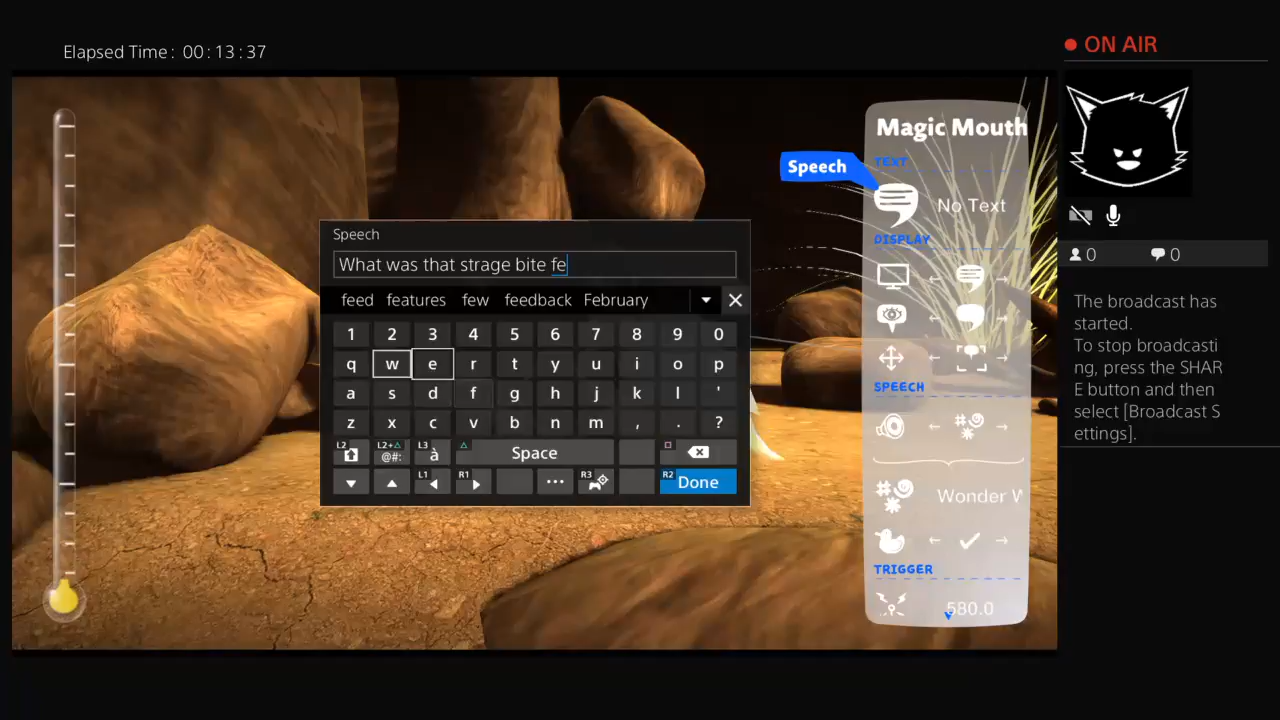 Elapsed Time: 00:13:37
ON AIR
Magic Mouth
TEXT
Speech
No Text
DISPLAY
SPEECH
Wonder W
TRIGGER
580.0
Speech
What was that strage bite fe
feed features few feedback February
1 2 3 4 5 6 7 8 9 0
q w e r t y u i o p
a s d f g h j k l '
z x c v b n m , . ?
L2 L2+△ @#: L3 à △ Space □
L1 R1 ... R3 R2 Done
0 0
The broadcast has
started.
To stop broadcasti
ng, press the SHAR
E button and then
select [Broadcast S
ettings].